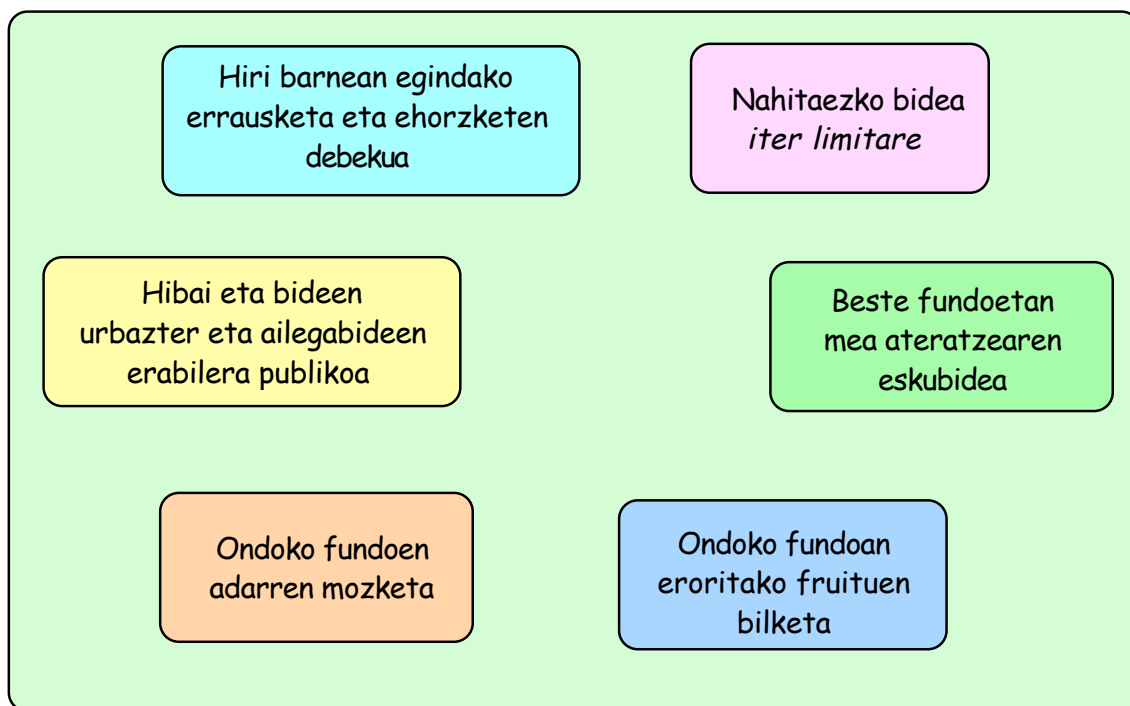 Hiri barnean egindako
errausketa eta ehorzketen
debekua
Nahitaezko bidea
iter limitare
Hibai eta bideen
urbazter eta ailegabideen
erabilera publikoa
Beste fundoetan
mea ateratzearen
eskubidea
Ondoko fundoen
adarren mozketa
Ondoko fundoan
eroritako fruituen
bilketa